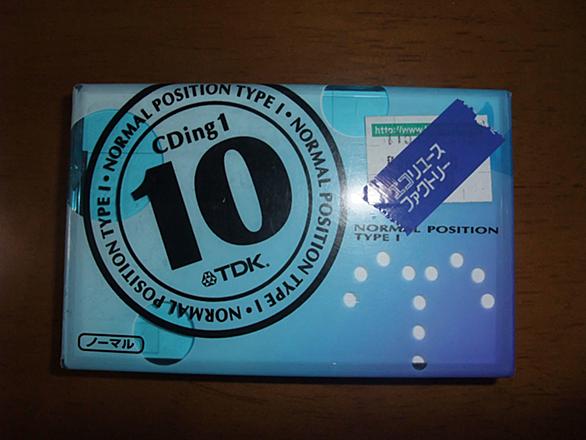 NORMAL POSITION TYPE I • NORMAL POSITION TYPE I • NORMAL POSITION TYPE I •
CDing1
10
TDK
ノーマル
http://www.
エコリユース
ファクトリー
NORMAL POSITION
TYPE I